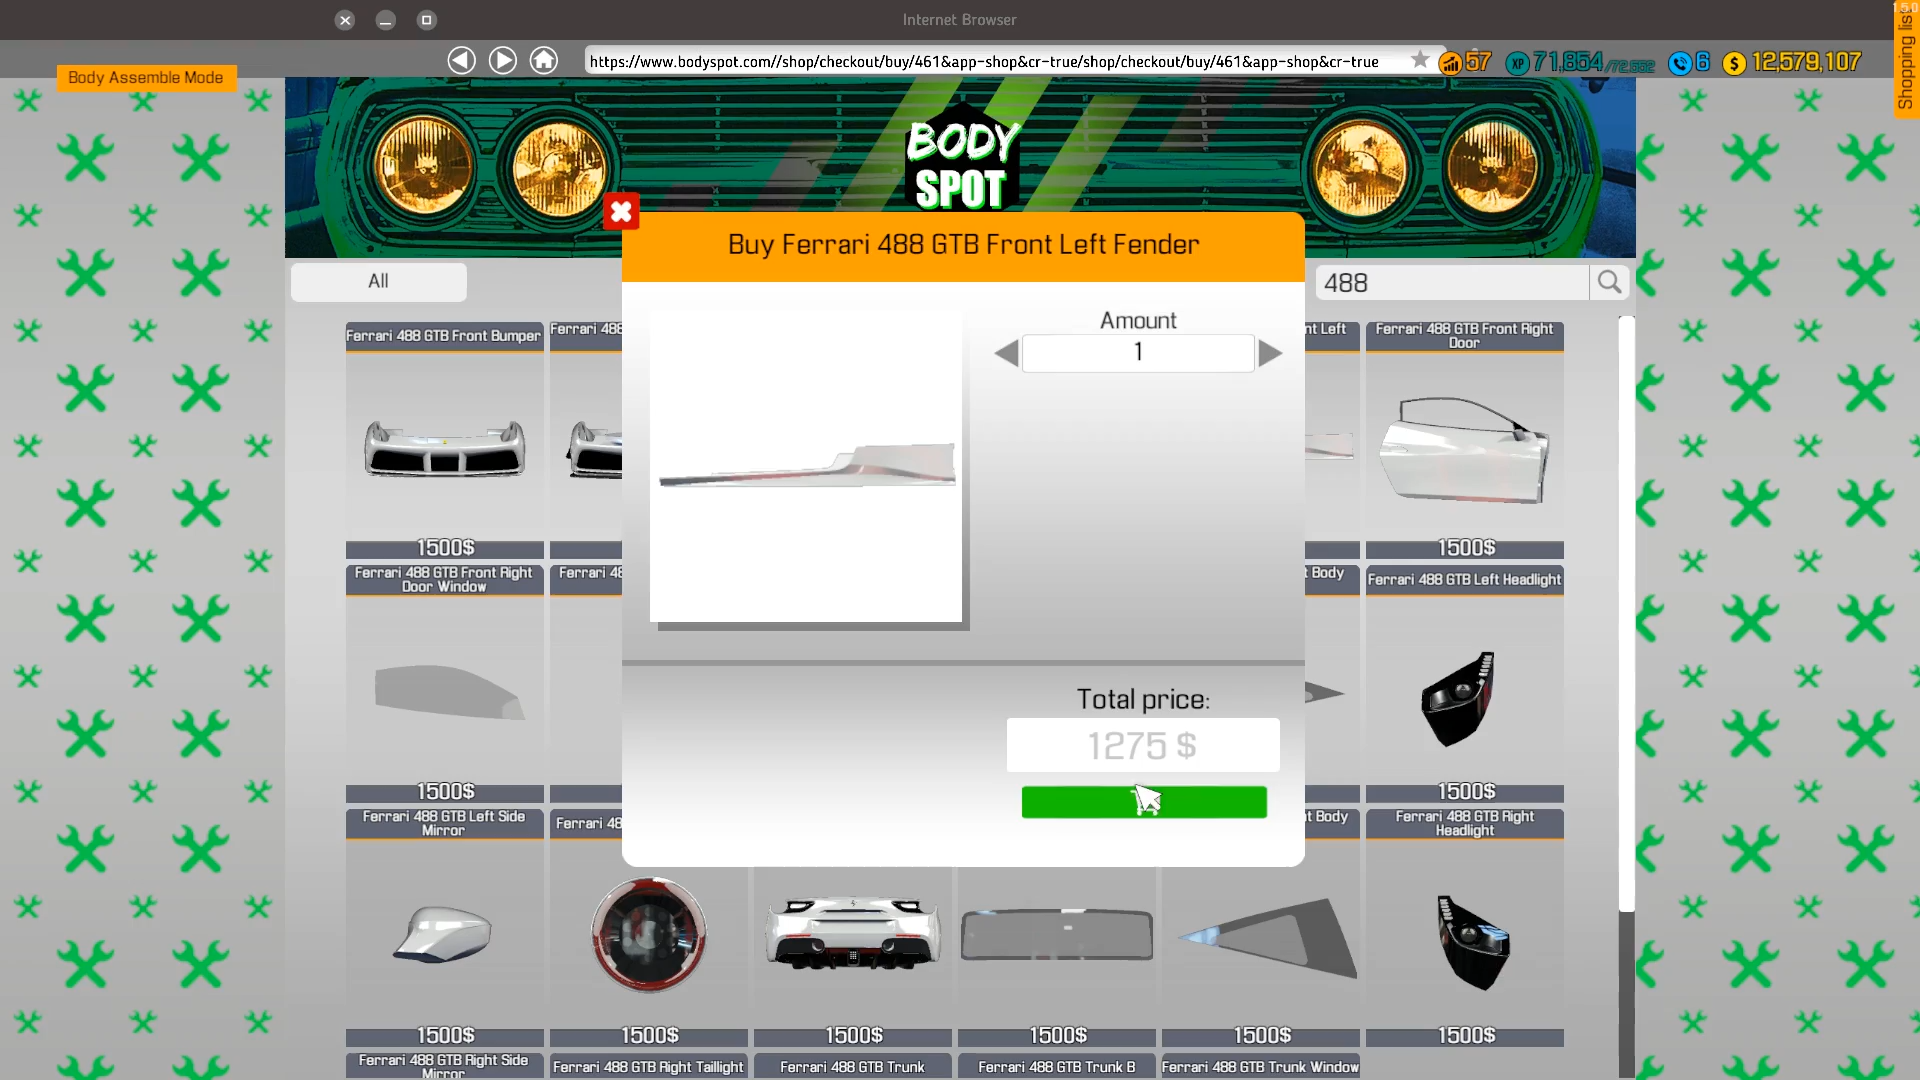 Internet Browser
1.5.0
https://www.bodyspot.com//shop/checkout/buy/461&app-shop&cr-true/shop/checkout/buy/461&app-shop&cr-true
57
XP
71,854/72,652
6
$
12,579,107
Shopping list
Body Assemble Mode
BODY
SPOT
Buy Ferrari 488 GTB Front Left Fender
All
488
Amount
1
Total price:
1275 $
Ferrari 488 GTB Front Bumper
Ferrari 488
nt Left
Ferrari 488 GTB Front Right
Door
1500$
1500$
Ferrari 488 GTB Front Right
Door Window
Ferrari 48
t Body
Ferrari 488 GTB Left Headlight
1500$
1500$
Ferrari 488 GTB Left Side
Mirror
Ferrari 48
t Body
Ferrari 488 GTB Right
Headlight
1500$
1500$
1500$
1500$
1500$
1500$
Ferrari 488 GTB Right Side
Mirror
Ferrari 488 GTB Right Taillight
Ferrari 488 GTB Trunk
Ferrari 488 GTB Trunk B
Ferrari 488 GTB Trunk Window